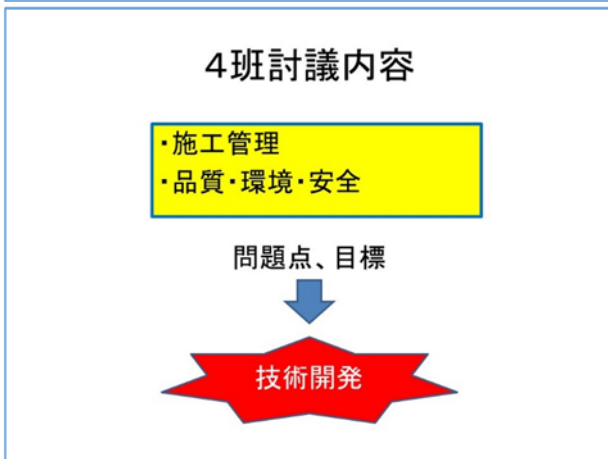 4班討議内容
・施工管理
・品質・環境・安全
問題点、目標
技術開発